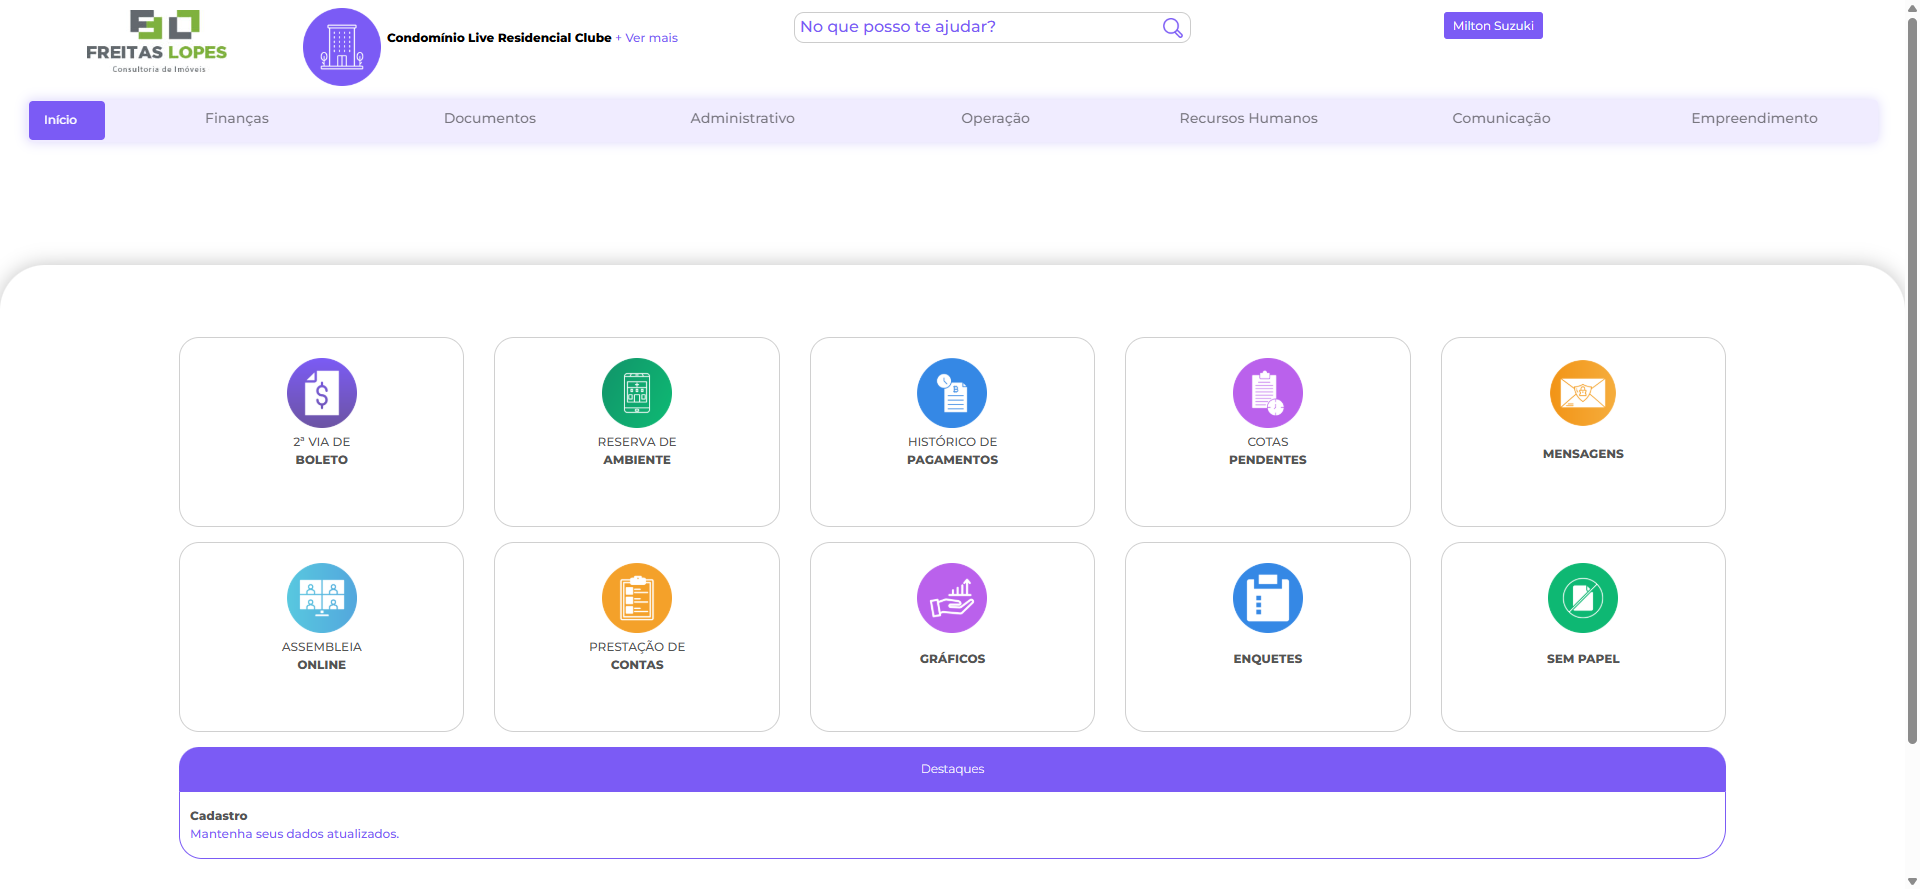 FREITAS LOPES
Consultoria de Imóveis
Condomínio Live Residencial Clube + Ver mais
No que posso te ajudar?
Milton Suzuki
Início
Finanças
Documentos
Administrativo
Operação
Recursos Humanos
Comunicação
Empreendimento
2ª VIA DE
BOLETO
RESERVA DE
AMBIENTE
HISTÓRICO DE
PAGAMENTOS
COTAS
PENDENTES
MENSAGENS
ASSEMBLEIA
ONLINE
PRESTAÇÃO DE
CONTAS
GRÁFICOS
ENQUETES
SEM PAPEL
Destaques
Cadastro
Mantenha seus dados atualizados.